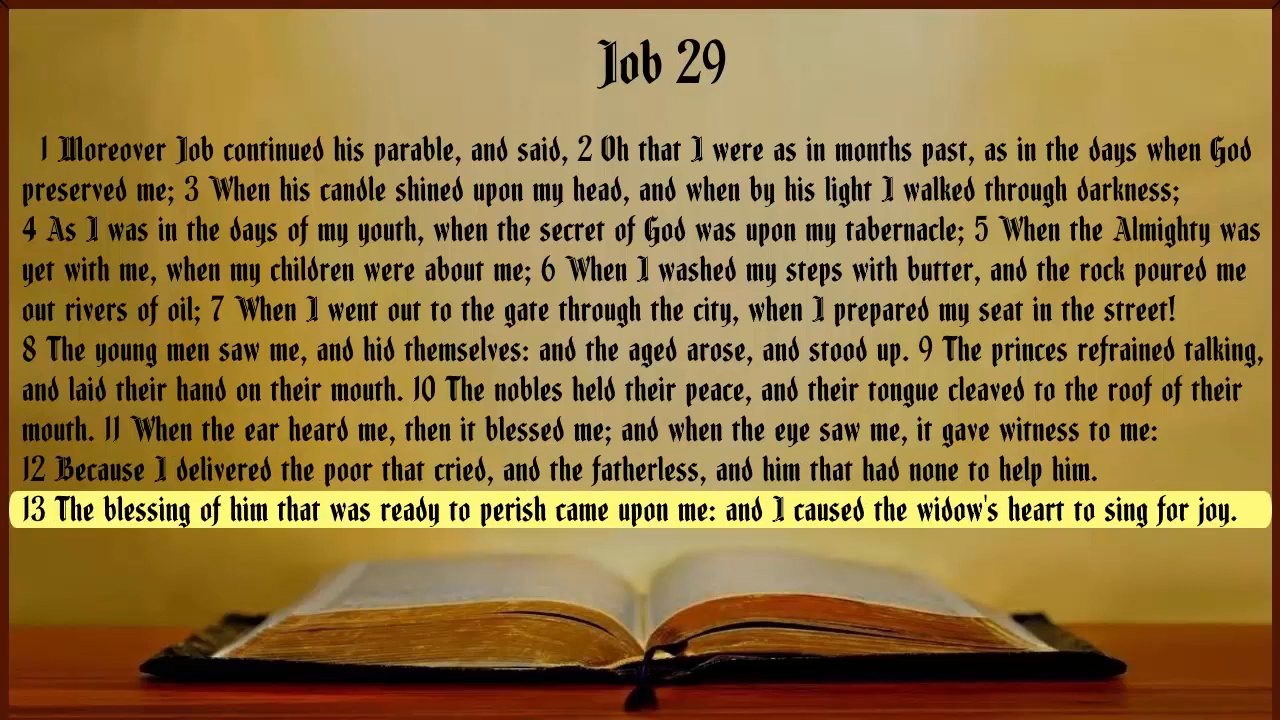 Job 29
1 Moreover Job continued his parable, and said, 2 Oh that I were as in months past, as in the days when God
preserved me; 3 When his candle shined upon my head, and when by his light I walked through darkness;
4 As I was in the days of my youth, when the secret of God was upon my tabernacle; 5 When the Almighty was
yet with me, when my children were about me; 6 When I washed my steps with butter, and the rock poured me
out rivers of oil; 7 When I went out to the gate through the city, when I prepared my seat in the street!
8 The young men saw me, and hid themselves: and the aged arose, and stood up. 9 The princes refrained talking,
and laid their hand on their mouth. 10 The nobles held their peace, and their tongue cleaved to the roof of their
mouth. 11 When the ear heard me, then it blessed me; and when the eye saw me, it gave witness to me:
12 Because I delivered the poor that cried, and the fatherless, and him that had none to help him.
13 The blessing of him that was ready to perish came upon me: and I caused the widow's heart to sing for joy.